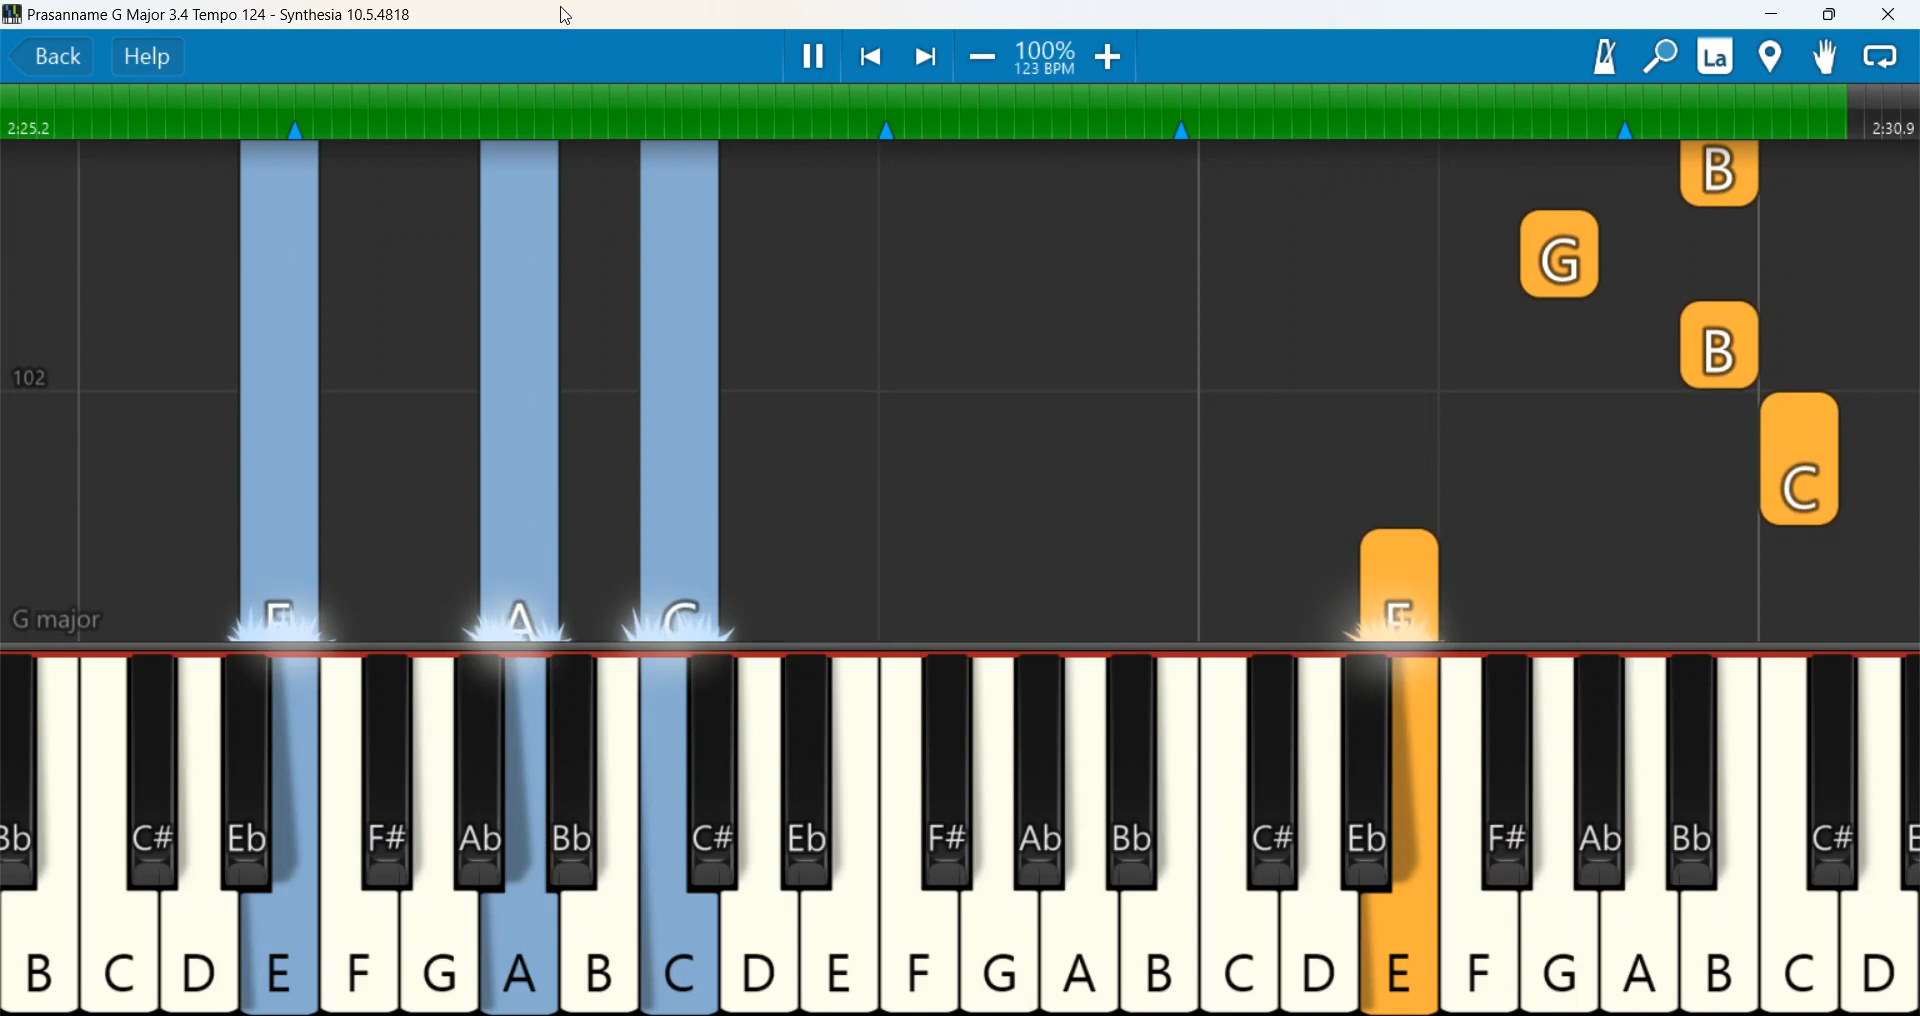 Prasanname G Major 3.4 Tempo 124 - Synthesia 10.5.4818
Back Help 100% La
123 BPM
2:25.2 2:30.9
B
G
B
102
C
G major E A C E
Bb C# Eb F# Ab Bb C# Eb F# Ab Bb C# Eb F# Ab Bb C#
B C D E F G A B C D E F G A B C D E F G A B C D